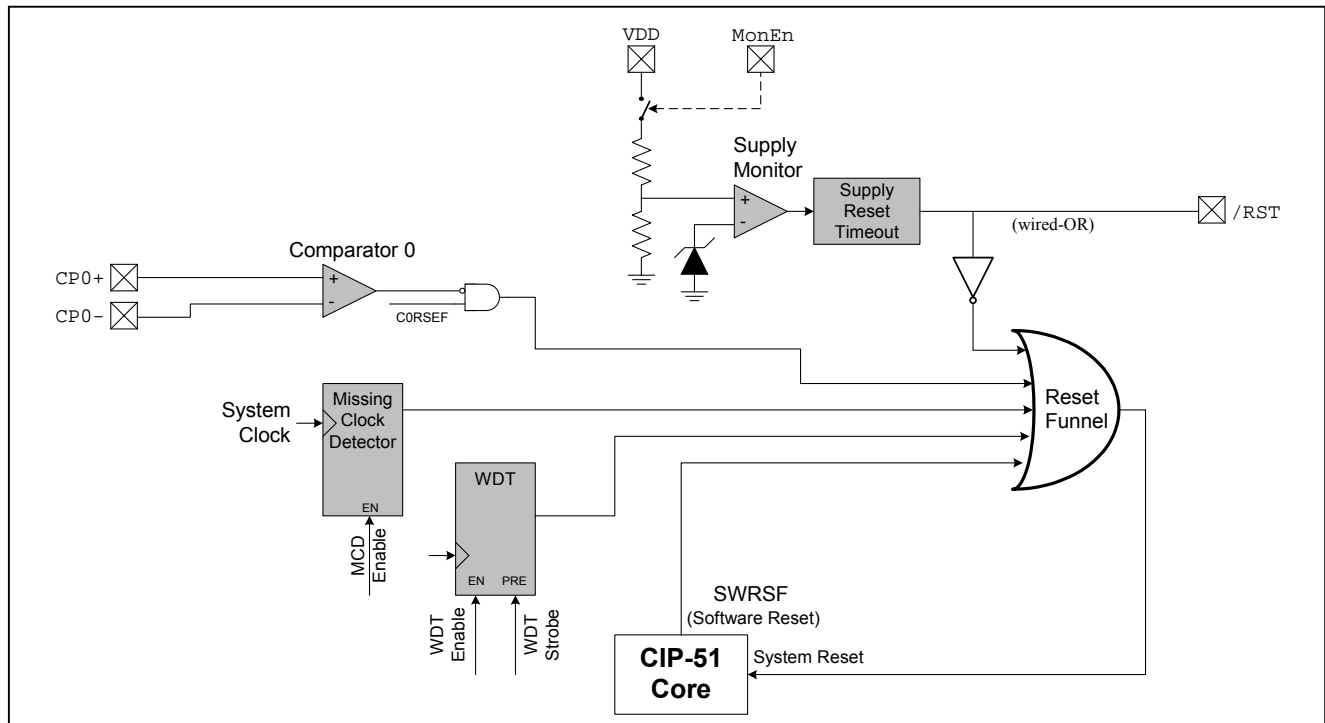 VDD
MonEn
Supply
Monitor
+
-
Supply
Reset
Timeout
(wired-OR)
/RST
Comparator 0
CP0+
CP0-
+
-
C0RSEF
Reset
Funnel
System
Clock
Missing
Clock
Detector
EN
MCD
Enable
WDT
EN PRE
WDT
Enable
WDT
Strobe
SWRSF
(Software Reset)
CIP-51
Core
System Reset